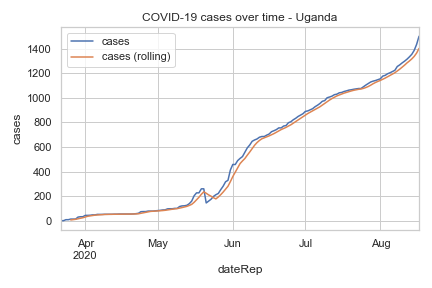 COVID-19 cases over time - Uganda
cases
cases (rolling)
1400
1200
1000
800
600
400
200
0
cases
Apr May Jun Jul Aug
2020
dateRep